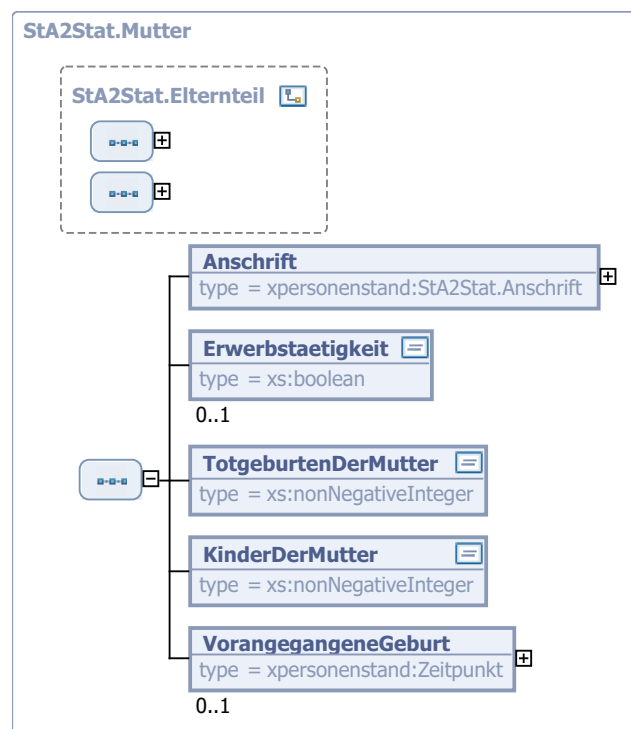 StA2Stat.Mutter
StA2Stat.Elternteil
Anschrift
type = xpersonenstand:StA2Stat.Anschrift
Erwerbstaetigkeit
type = xs:boolean
0..1
TotgeburtenDerMutter
type = xs:nonNegativeInteger
KinderDerMutter
type = xs:nonNegativeInteger
VorangegangeneGeburt
type = xpersonenstand:Zeitpunkt
0..1